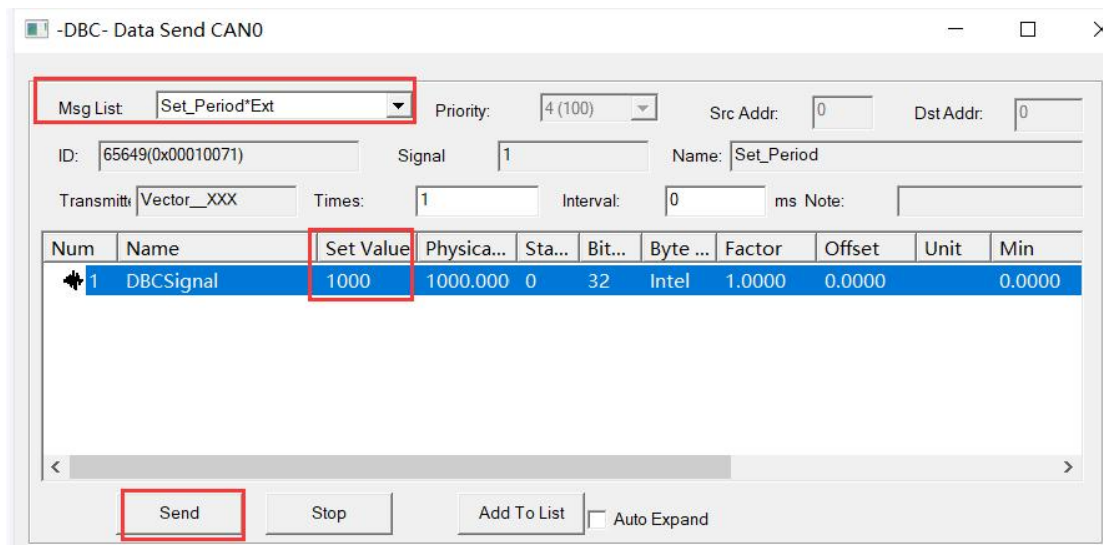 -DBC- Data Send CAN0
Msg List: Set_Period*Ext Priority: 4 (100) Src Addr: 0 Dst Addr: 0
ID: 65649(0x00010071) Signal 1 Name: Set_Period
Transmitte Vector__XXX Times: 1 Interval: 0 ms Note:
Num Name Set Value Physica... Sta... Bit... Byte ... Factor Offset Unit Min
1 DBCSignal 1000 1000.000 0 32 Intel 1.0000 0.0000 0.0000
Send Stop Add To List Auto Expand